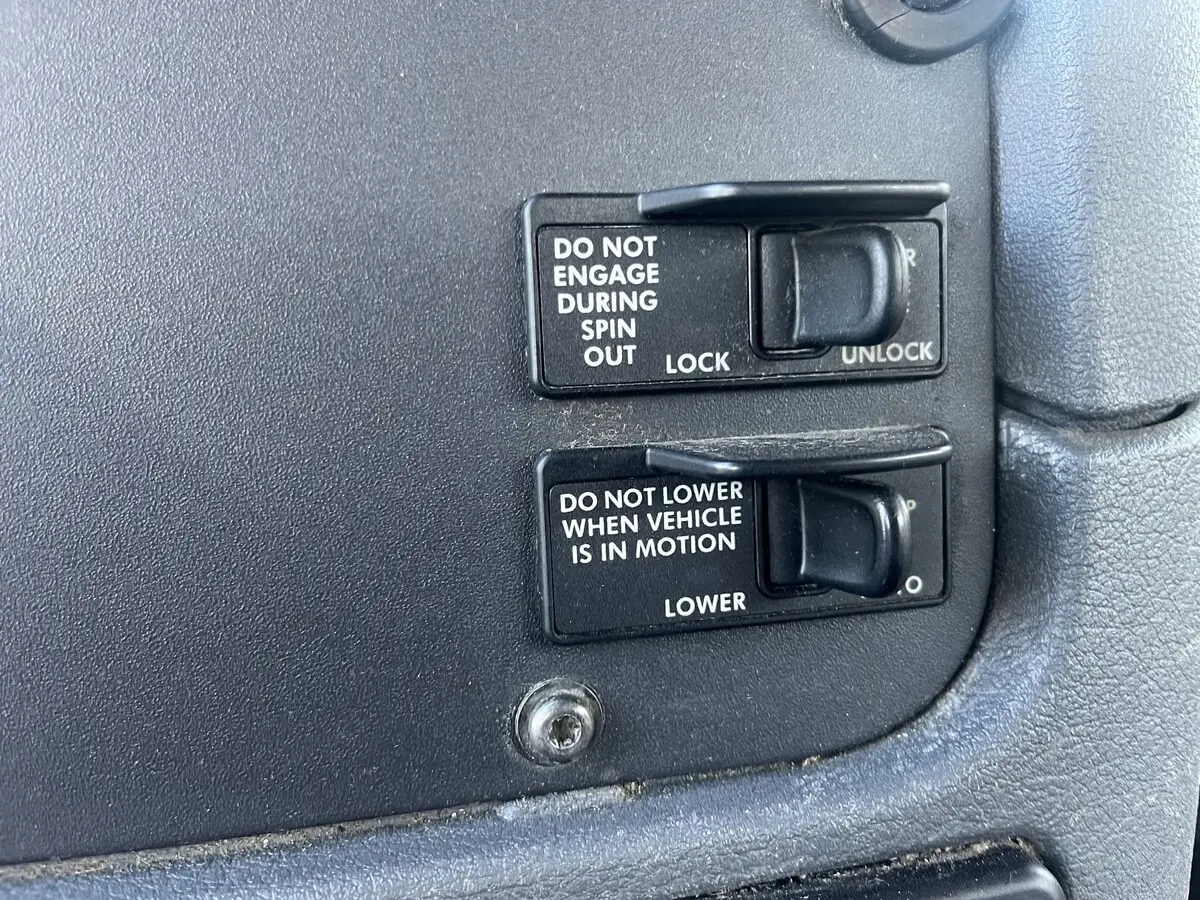 DO NOT
ENGAGE
DURING
SPIN
OUT
LOCK
UNLOCK
DO NOT LOWER
WHEN VEHICLE
IS IN MOTION
LOWER